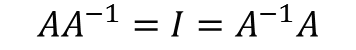 AA⁻¹ = I = A⁻¹A